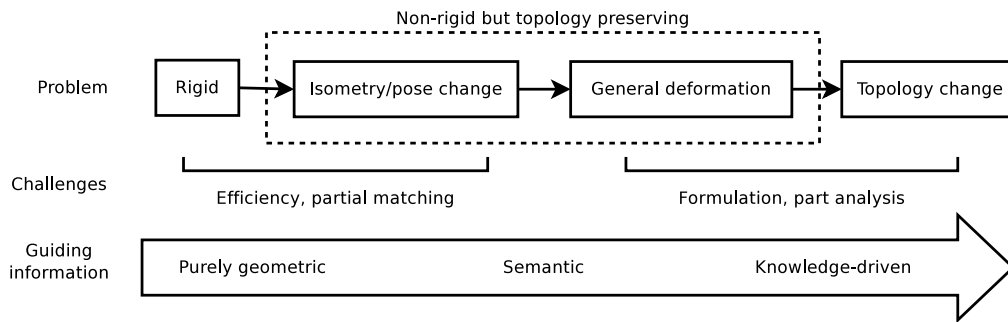 Non-rigid but topology preserving
Problem
Rigid
Isometry/pose change
General deformation
Topology change
Challenges
Efficiency, partial matching
Formulation, part analysis
Guiding
information
Purely geometric
Semantic
Knowledge-driven